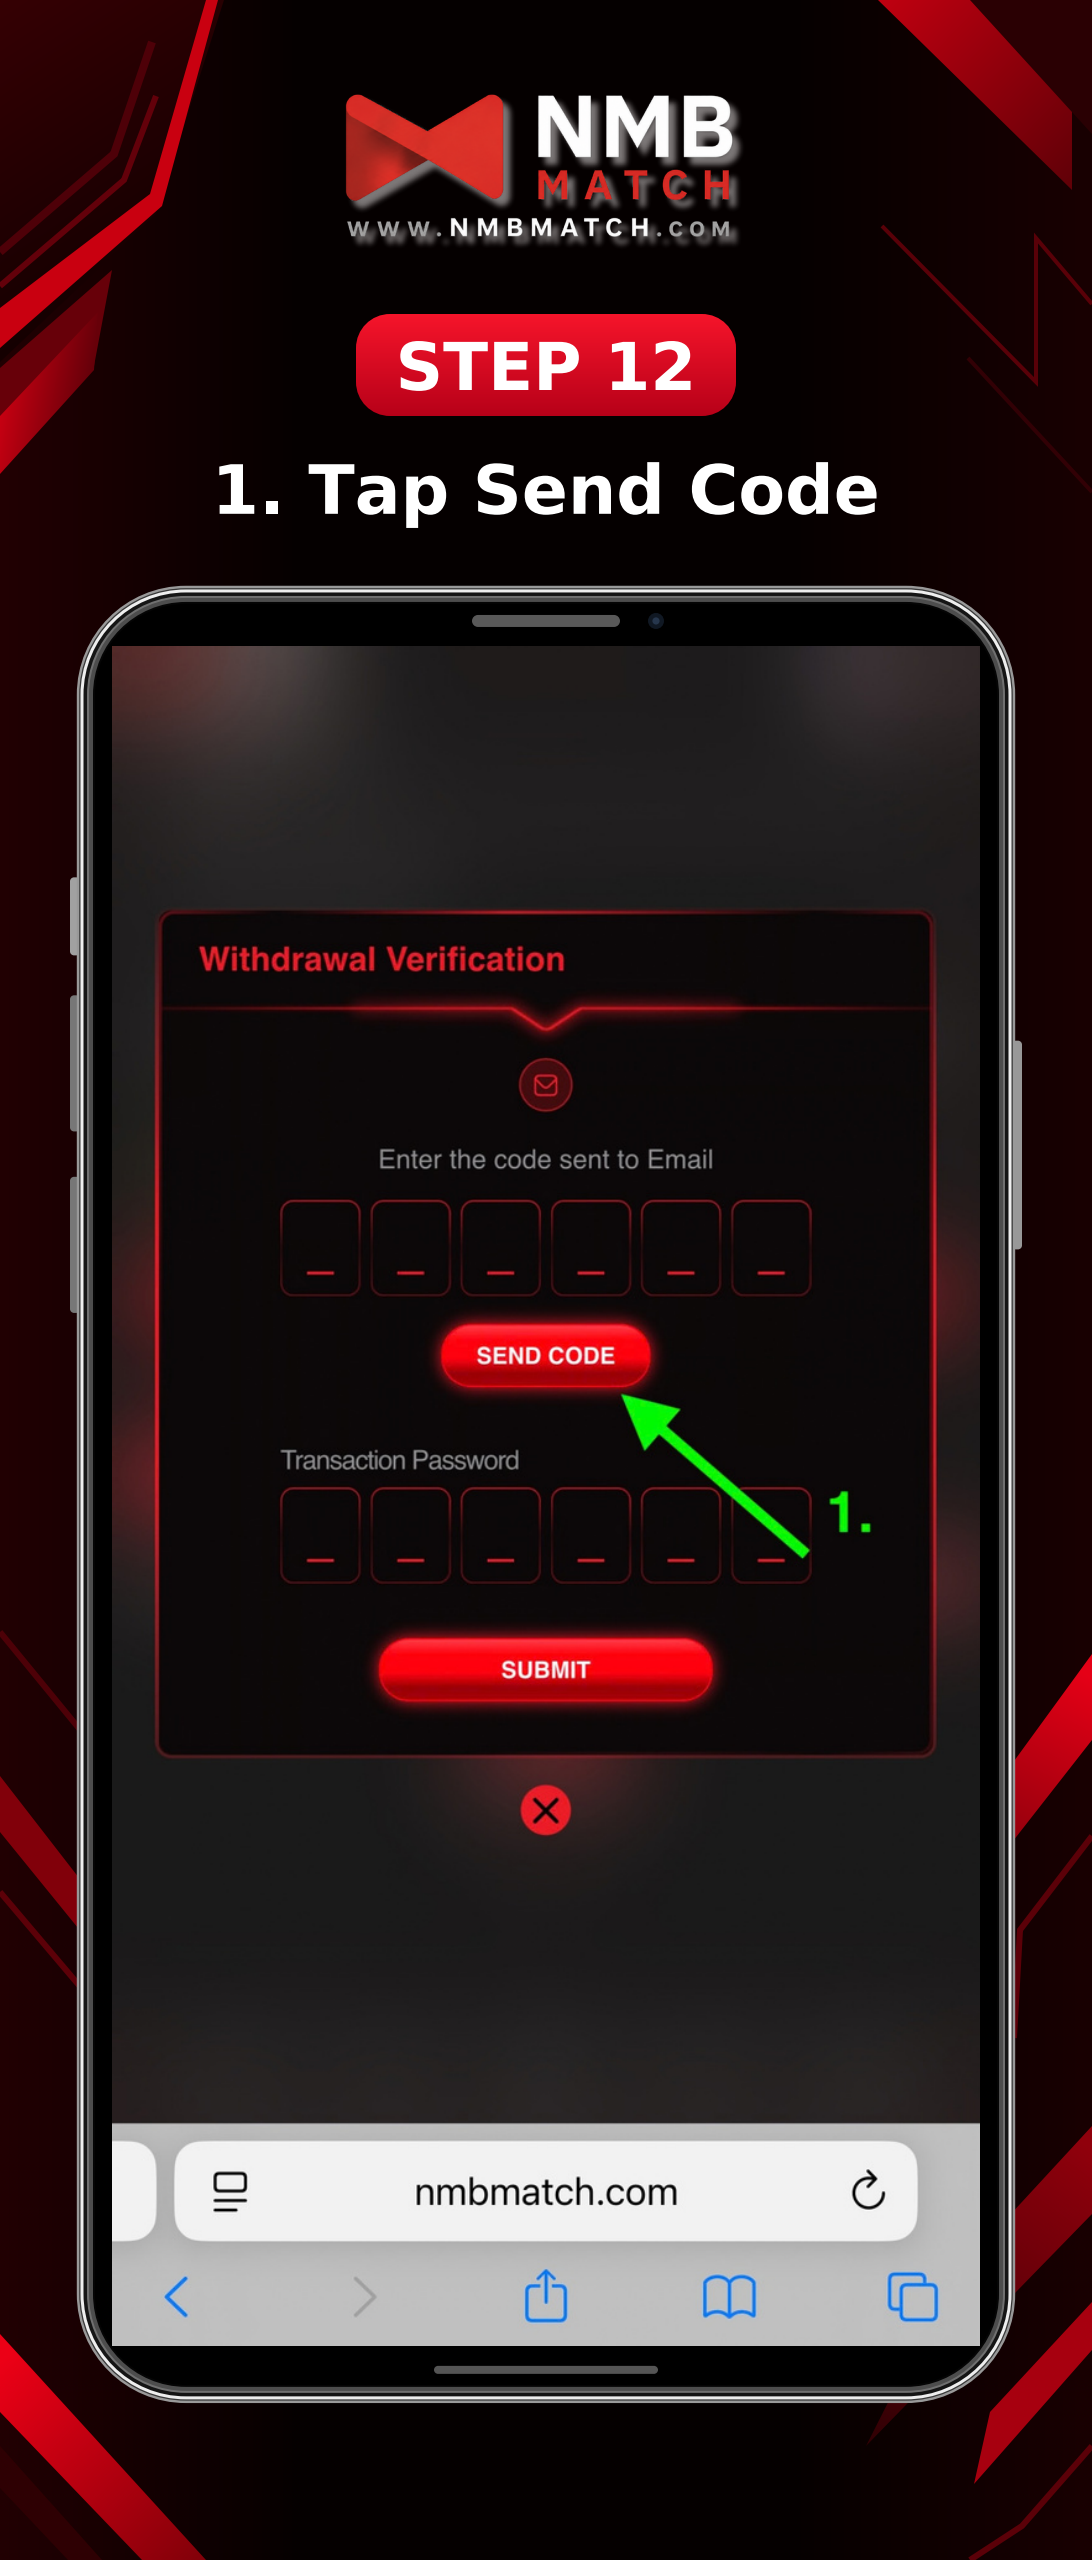 NMB
MATCH
www.NMBMATCH.com
STEP 12
1. Tap Send Code
Withdrawal Verification
Enter the code sent to Email
SEND CODE
Transaction Password
1.
SUBMIT
nmbmatch.com